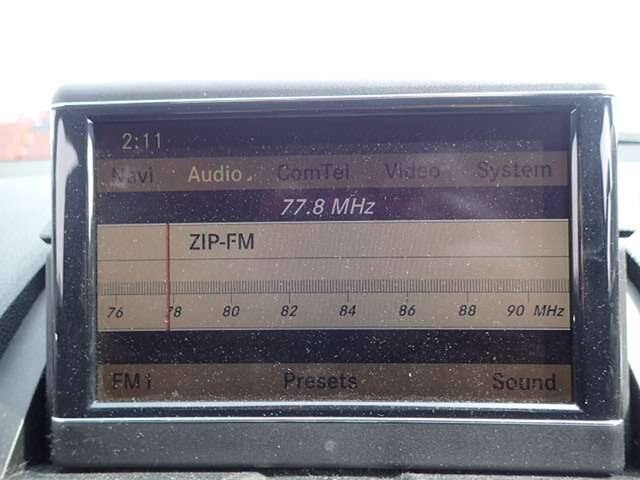 2:11
Navi Audio ComTel Video System
77.8 MHz
ZIP-FM
76 78 80 82 84 86 88 90 MHz
FM Presets Sound